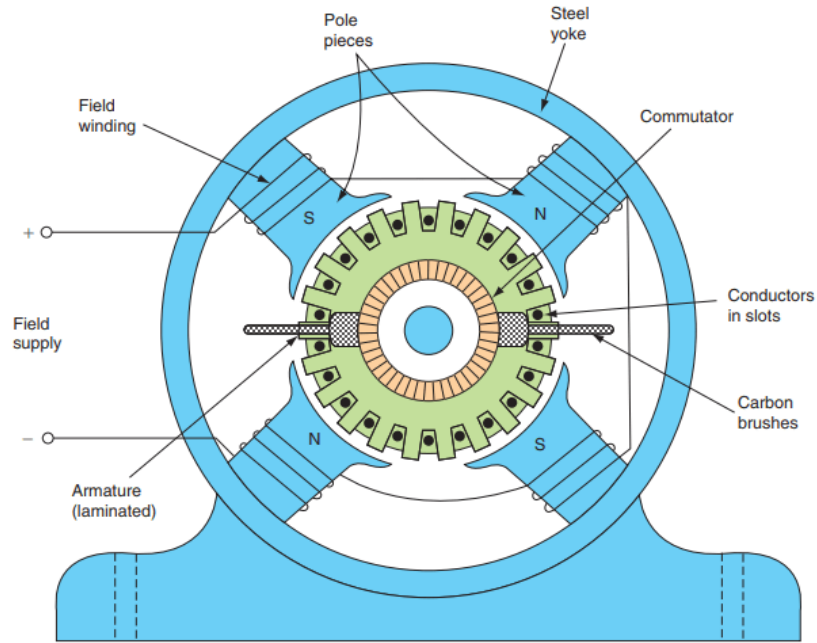 Pole
pieces
Steel
yoke
Field
winding
Commutator
S
N
+
Conductors
in slots
Field
supply
Carbon
brushes
−
N
S
Armature
(laminated)